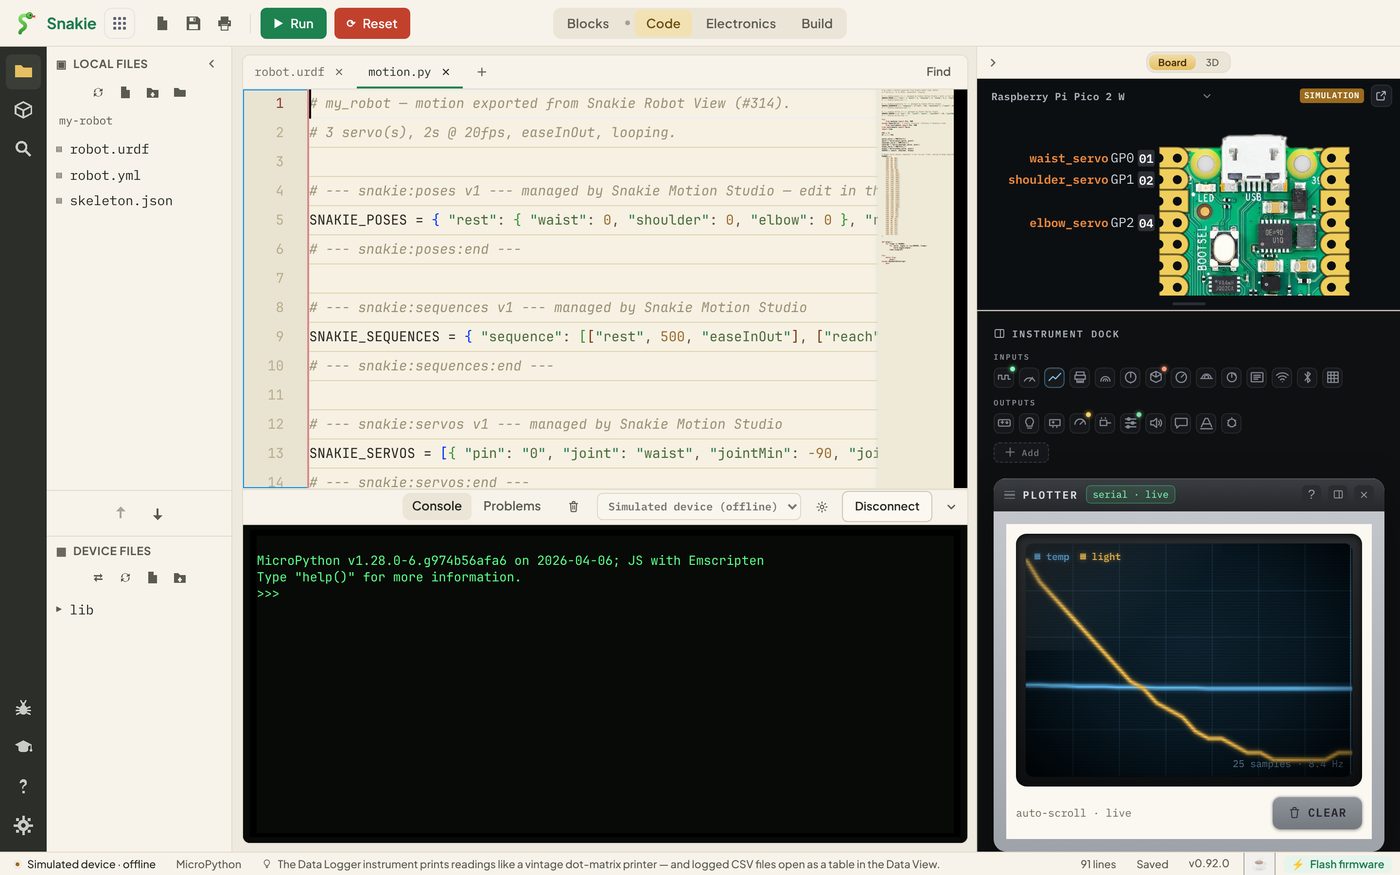 Snakie
Run
Reset
Blocks
Code
Electronics
Build
LOCAL FILES
my-robot
robot.urdf
robot.yml
skeleton.json
DEVICE FILES
lib
robot.urdf
motion.py
Find
1 # my_robot — motion exported from Snakie Robot View (#314).
2 # 3 servo(s), 2s @ 20fps, easeInOut, looping.
3
4 # --- snakie:poses v1 --- managed by Snakie Motion Studio — edit in th
5 SNAKIE_POSES = { "rest": { "waist": 0, "shoulder": 0, "elbow": 0 }, "r
6 # --- snakie:poses:end ---
7
8 # --- snakie:sequences v1 --- managed by Snakie Motion Studio
9 SNAKIE_SEQUENCES = { "sequence": [["rest", 500, "easeInOut"], ["reach"
10 # --- snakie:sequences:end ---
11
12 # --- snakie:servos v1 --- managed by Snakie Motion Studio
13 SNAKIE_SERVOS = [{ "pin": "0", "joint": "waist", "jointMin": -90, "joi
14 # --- snakie:servos:end ---
Console
Problems
Simulated device (offline)
Disconnect
MicroPython v1.28.0-6.g974b56afa6 on 2026-04-06; JS with Emscripten
Type "help()" for more information.
>>>
Board
3D
Raspberry Pi Pico 2 W
SIMULATION
waist_servo GP0 01
shoulder_servo GP1 02
elbow_servo GP2 04
LED
USB
BOOTSEL
INSTRUMENT DOCK
INPUTS
OUTPUTS
+ Add
PLOTTER
serial · live
?
temp
light
25 samples · 8.4 Hz
auto-scroll · live
CLEAR
Simulated device · offline
MicroPython
The Data Logger instrument prints readings like a vintage dot-matrix printer — and logged CSV files open as a table in the Data View.
91 lines
Saved
v0.92.0
Flash firmware